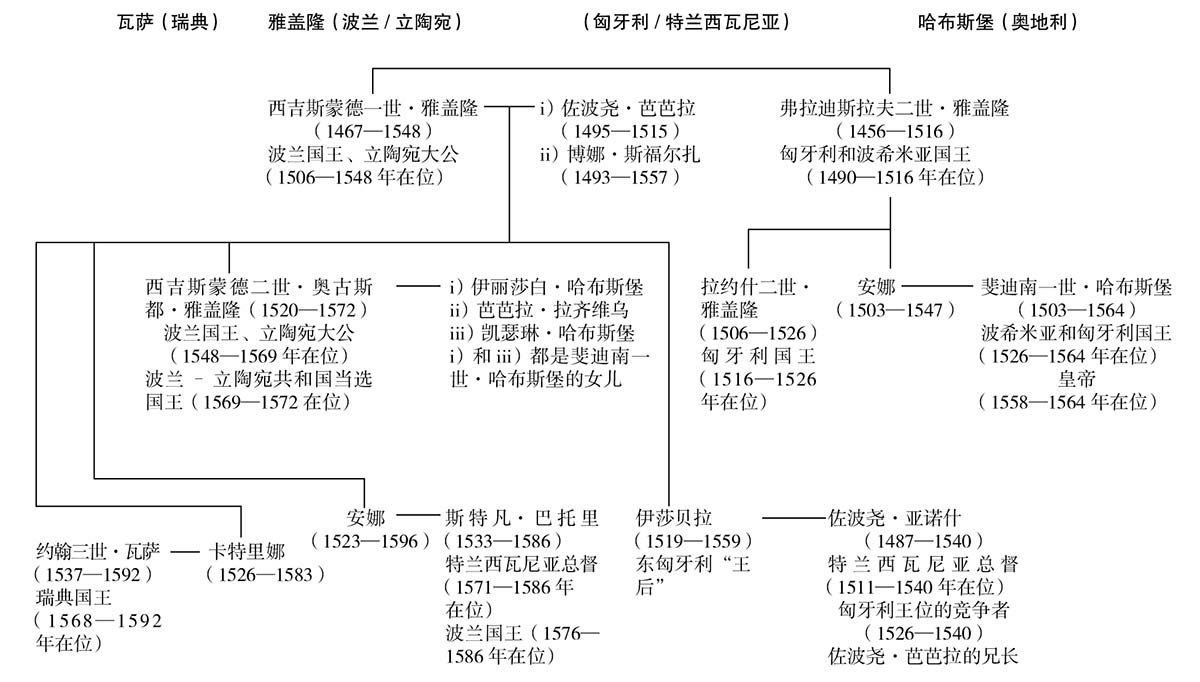 瓦萨（瑞典）
雅盖隆（波兰/立陶宛）
（匈牙利/特兰西瓦尼亚）
哈布斯堡（奥地利）
西吉斯蒙德一世·雅盖隆
（1467—1548）
波兰国王、立陶宛大公
（1506—1548 年在位）
i）佐波尧·芭芭拉
（1495—1515）
ii）博娜·斯福尔扎
（1493—1557）
弗拉迪斯拉夫二世·雅盖隆
（1456—1516）
匈牙利和波希米亚国王
（1490—1516 年在位）
西吉斯蒙德二世·奥古斯
都·雅盖隆（1520—1572）
波兰国王、立陶宛大公
（1548—1569 年在位）
波兰–立陶宛共和国当选
国王（1569—1572 在位）
i）伊丽莎白·哈布斯堡
ii）芭芭拉·拉齐维乌
iii）凯瑟琳·哈布斯堡
i）和 iii）都是斐迪南一
世·哈布斯堡的女儿
拉约什二世·
雅盖隆
（1506—1526）
匈牙利国王
（1516—1526
年在位）
安娜
（1503—1547）
斐迪南一世·哈布斯堡
（1503—1564）
波希米亚和匈牙利国王
（1526—1564 年在位）
皇帝
（1558—1564 年在位）
约翰三世·瓦萨
（1537—1592）
瑞典国王
（1568—1592
年在位）
卡特里娜
（1526—1583）
安娜
（1523—1596）
斯特凡·巴托里
（1533—1586）
特兰西瓦尼亚总督
（1571—1586 年
在位）
波兰国王（1576—
1586 年在位）
伊莎贝拉
（1519—1559）
东匈牙利“王
后”
佐波尧·亚诺什
（1487—1540）
特兰西瓦尼亚总督
（1511—1540 年在位）
匈牙利王位的竞争者
（1526—1540）
佐波尧·芭芭拉的兄长